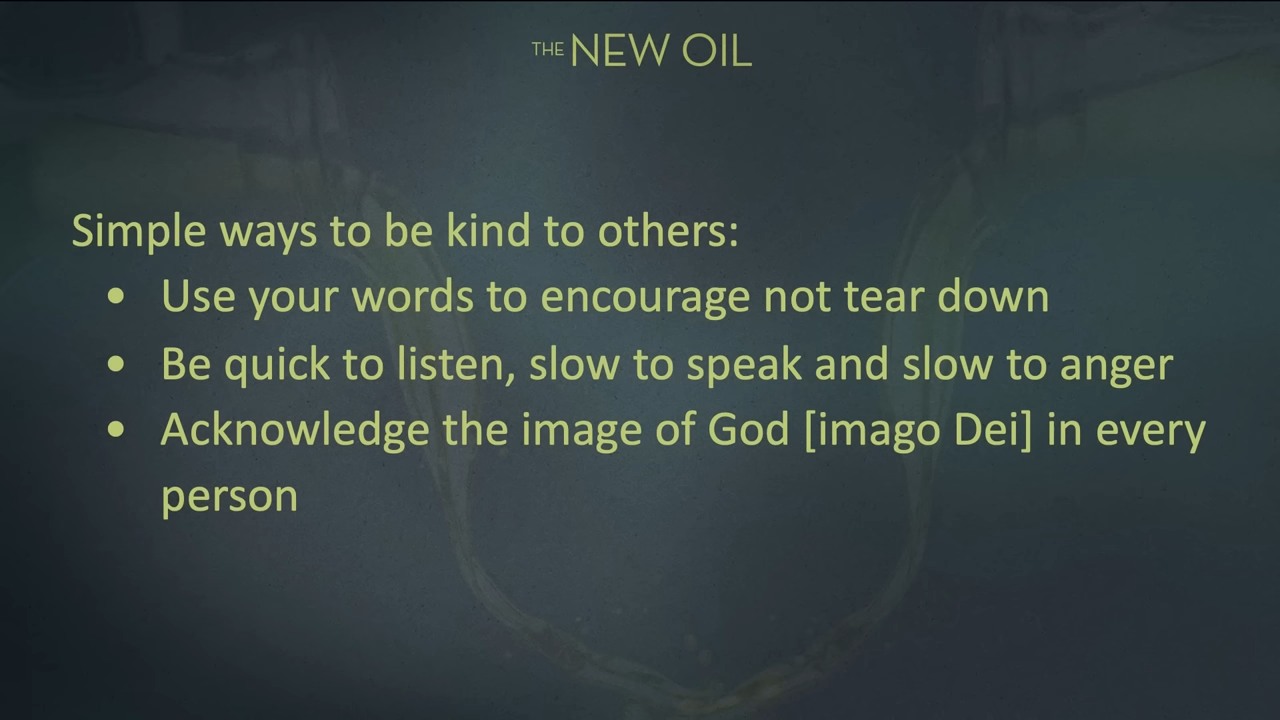 THE NEW OIL
Simple ways to be kind to others:
• Use your words to encourage not tear down
• Be quick to listen, slow to speak and slow to anger
• Acknowledge the image of God [imago Dei] in every
person